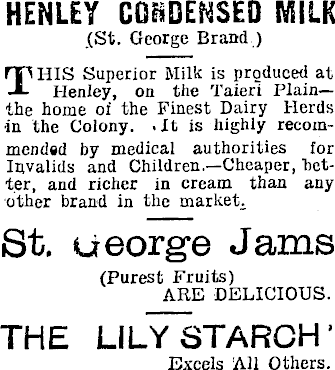 HENLEY CONDENSED MILK
(St. George Brand.)
THIS Superior Milk is produced at
Henley, on the Taieri Plain—
the home of the Finest Dairy Herds
in the Colony. It is highly recom-
mended by medical authorities for
Invalids and Children.—Cheaper, bet-
ter, and richer in cream than any
other brand in the market.
St. George Jams
(Purest Fruits)
ARE DELICIOUS.
THE LILY STARCH
Excels All Others.